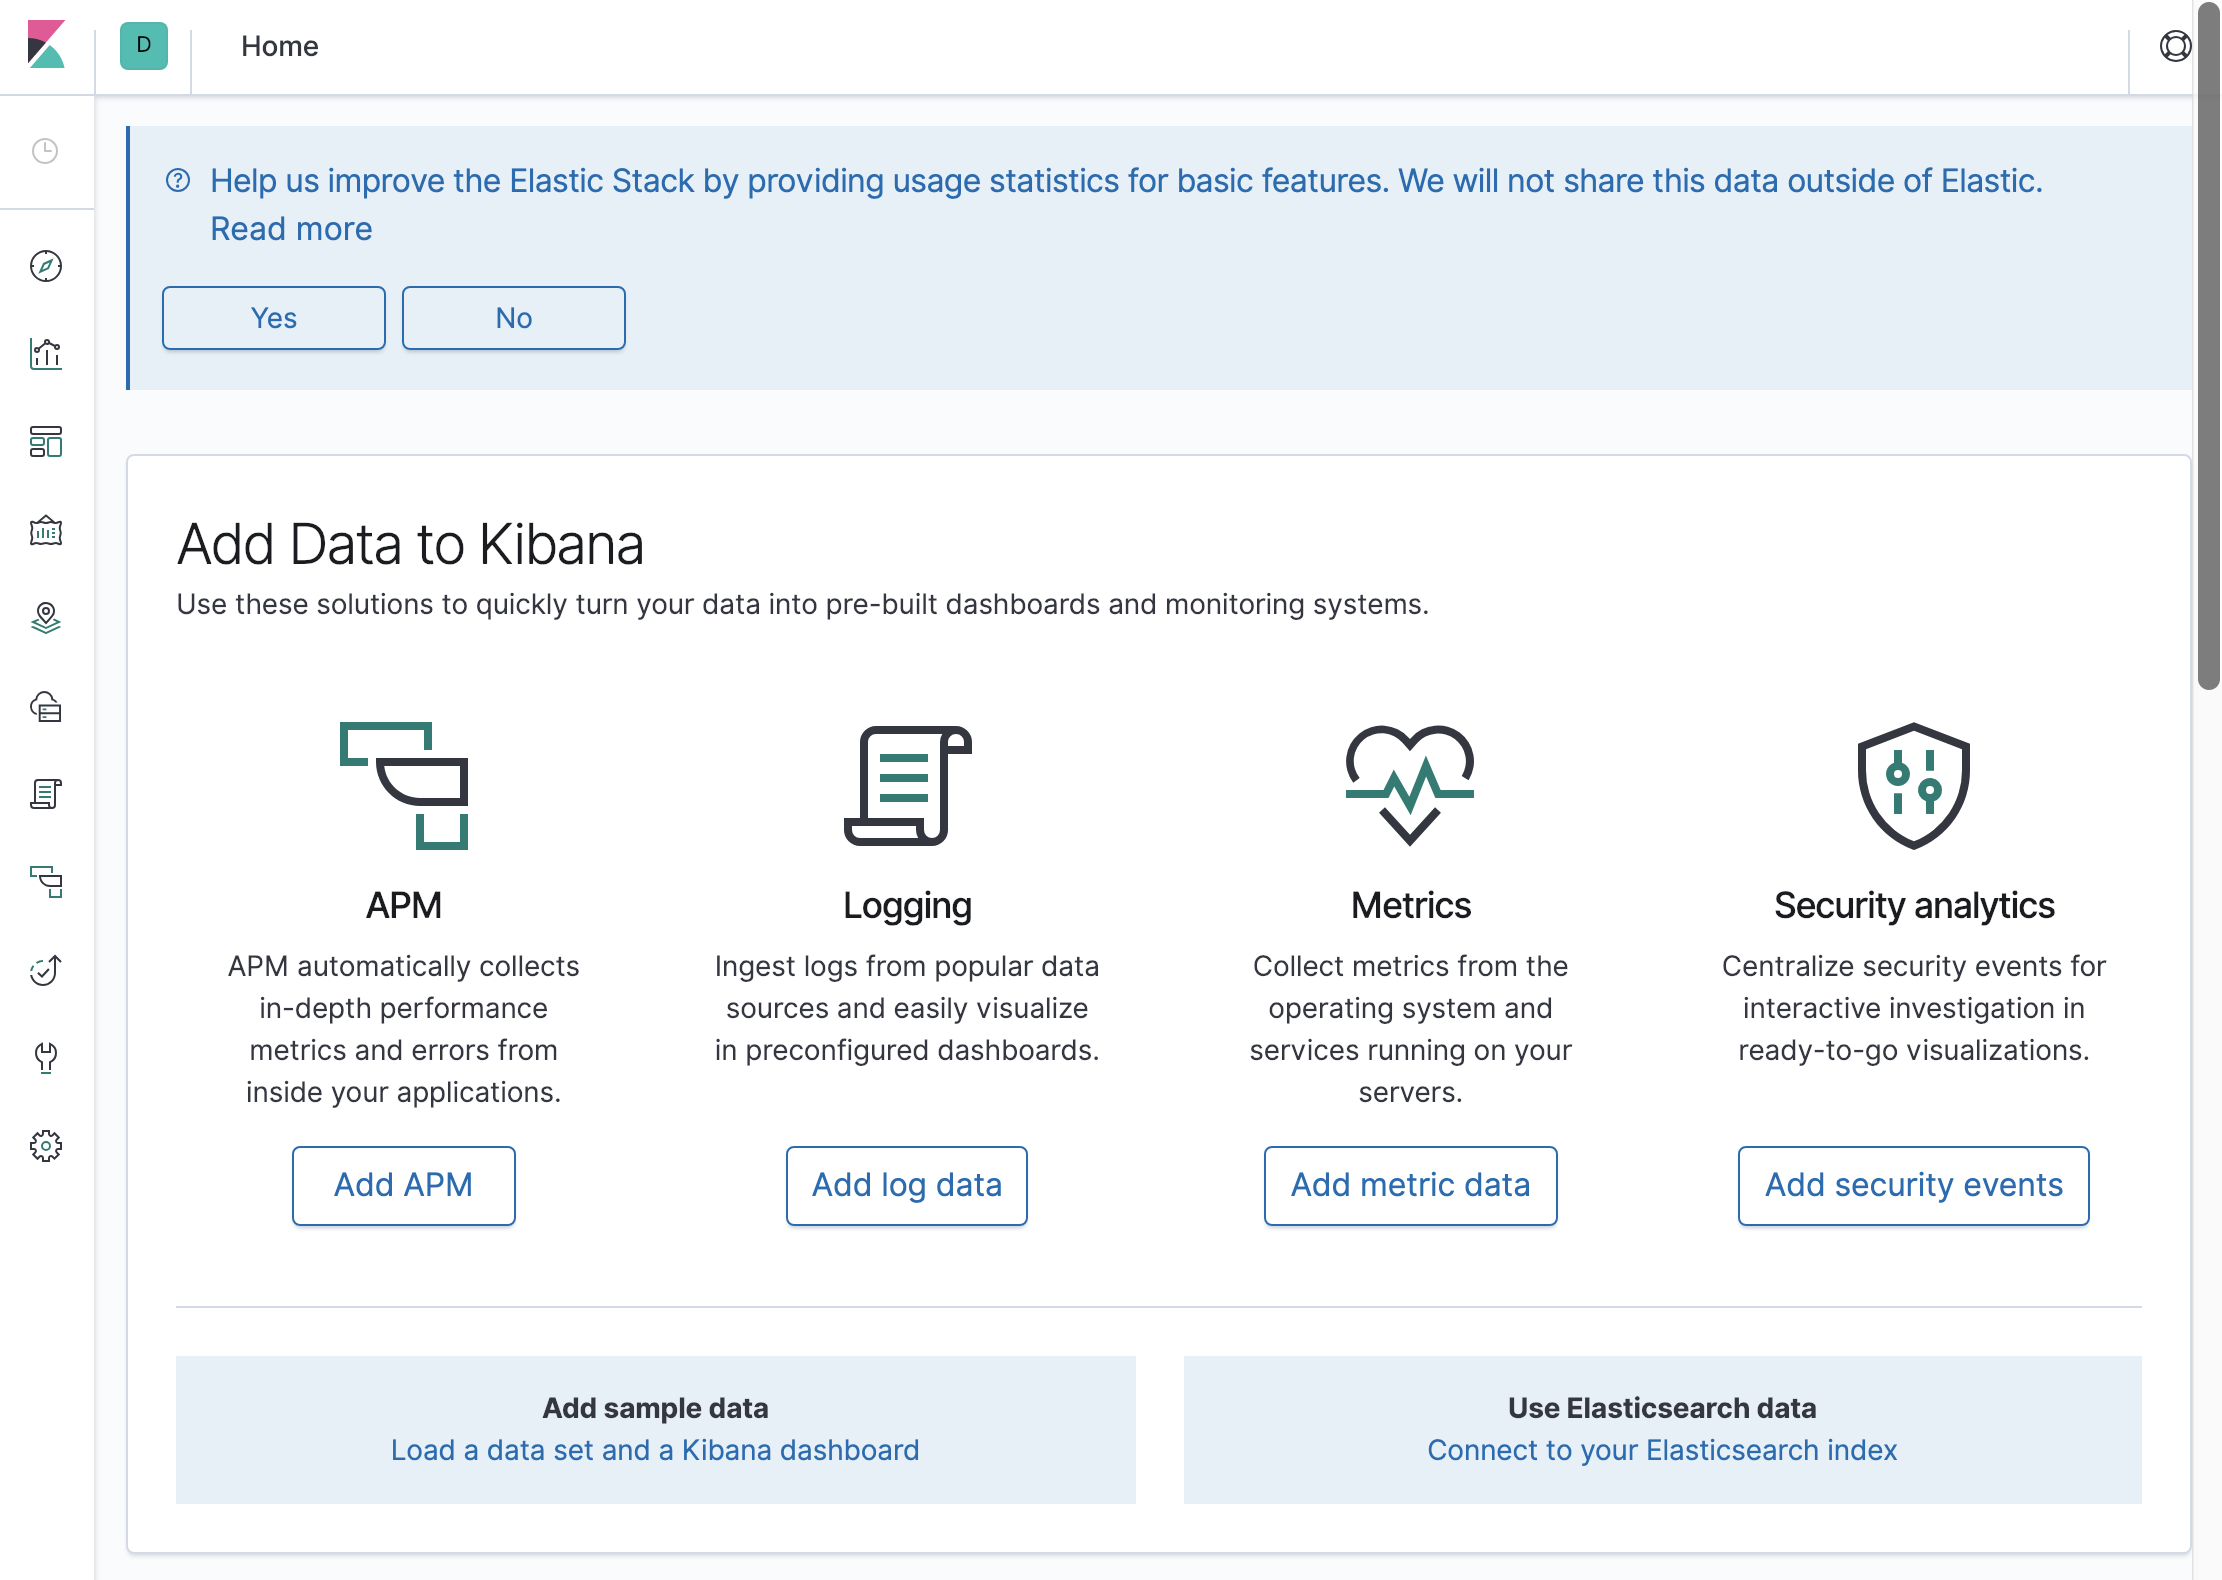 D
Home
Help us improve the Elastic Stack by providing usage statistics for basic features. We will not share this data outside of Elastic.
Read more
Yes
No
Add Data to Kibana
Use these solutions to quickly turn your data into pre-built dashboards and monitoring systems.
APM
APM automatically collects
in-depth performance
metrics and errors from
inside your applications.
Add APM
Logging
Ingest logs from popular data
sources and easily visualize
in preconfigured dashboards.
Add log data
Metrics
Collect metrics from the
operating system and
services running on your
servers.
Add metric data
Security analytics
Centralize security events for
interactive investigation in
ready-to-go visualizations.
Add security events
Add sample data
Load a data set and a Kibana dashboard
Use Elasticsearch data
Connect to your Elasticsearch index